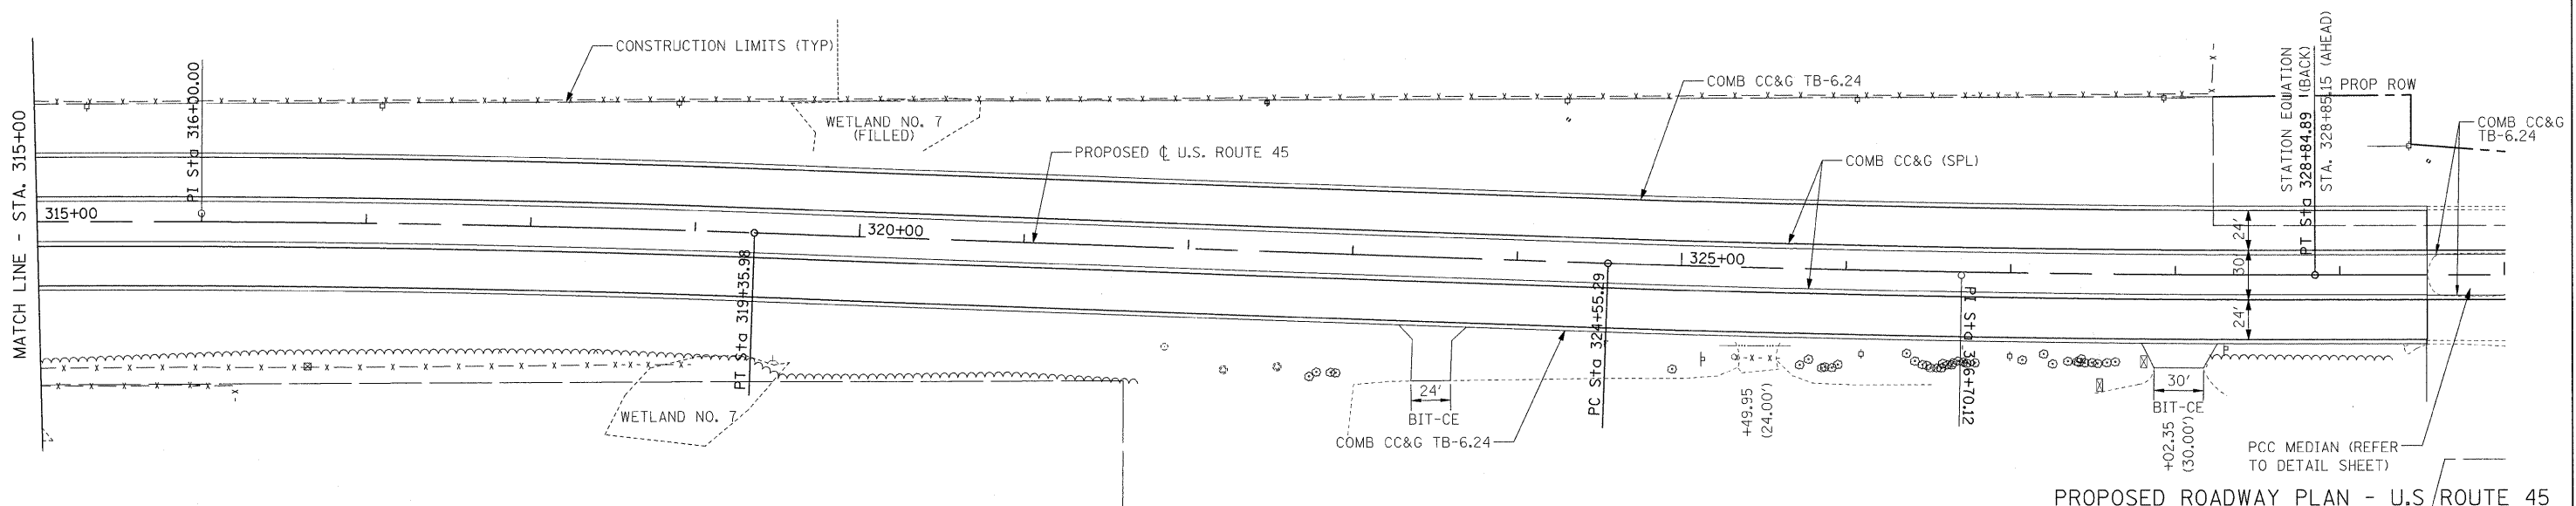 MATCH LINE - STA. 315+00
CONSTRUCTION LIMITS (TYP)
PI Sta 316+00.00
WETLAND NO. 7
(FILLED)
PROPOSED ℄ U.S. ROUTE 45
COMB CC&G TB-6.24
COMB CC&G (SPL)
STATION EQUATION
PT Sta 328+84.89 (BACK)
STA. 328+85.15 (AHEAD)
PROP ROW
COMB CC&G
TB-6.24
315+00
320+00
325+00
24'
30'
24'
PT Sta 319+35.98
WETLAND NO. 7
24'
BIT-CE
COMB CC&G TB-6.24
PC Sta 324+55.29
+49.95
(24.00')
PI Sta 326+70.12
30'
BIT-CE
+02.35
(30.00')
PCC MEDIAN (REFER
TO DETAIL SHEET)
PROPOSED ROADWAY PLAN - U.S ROUTE 45